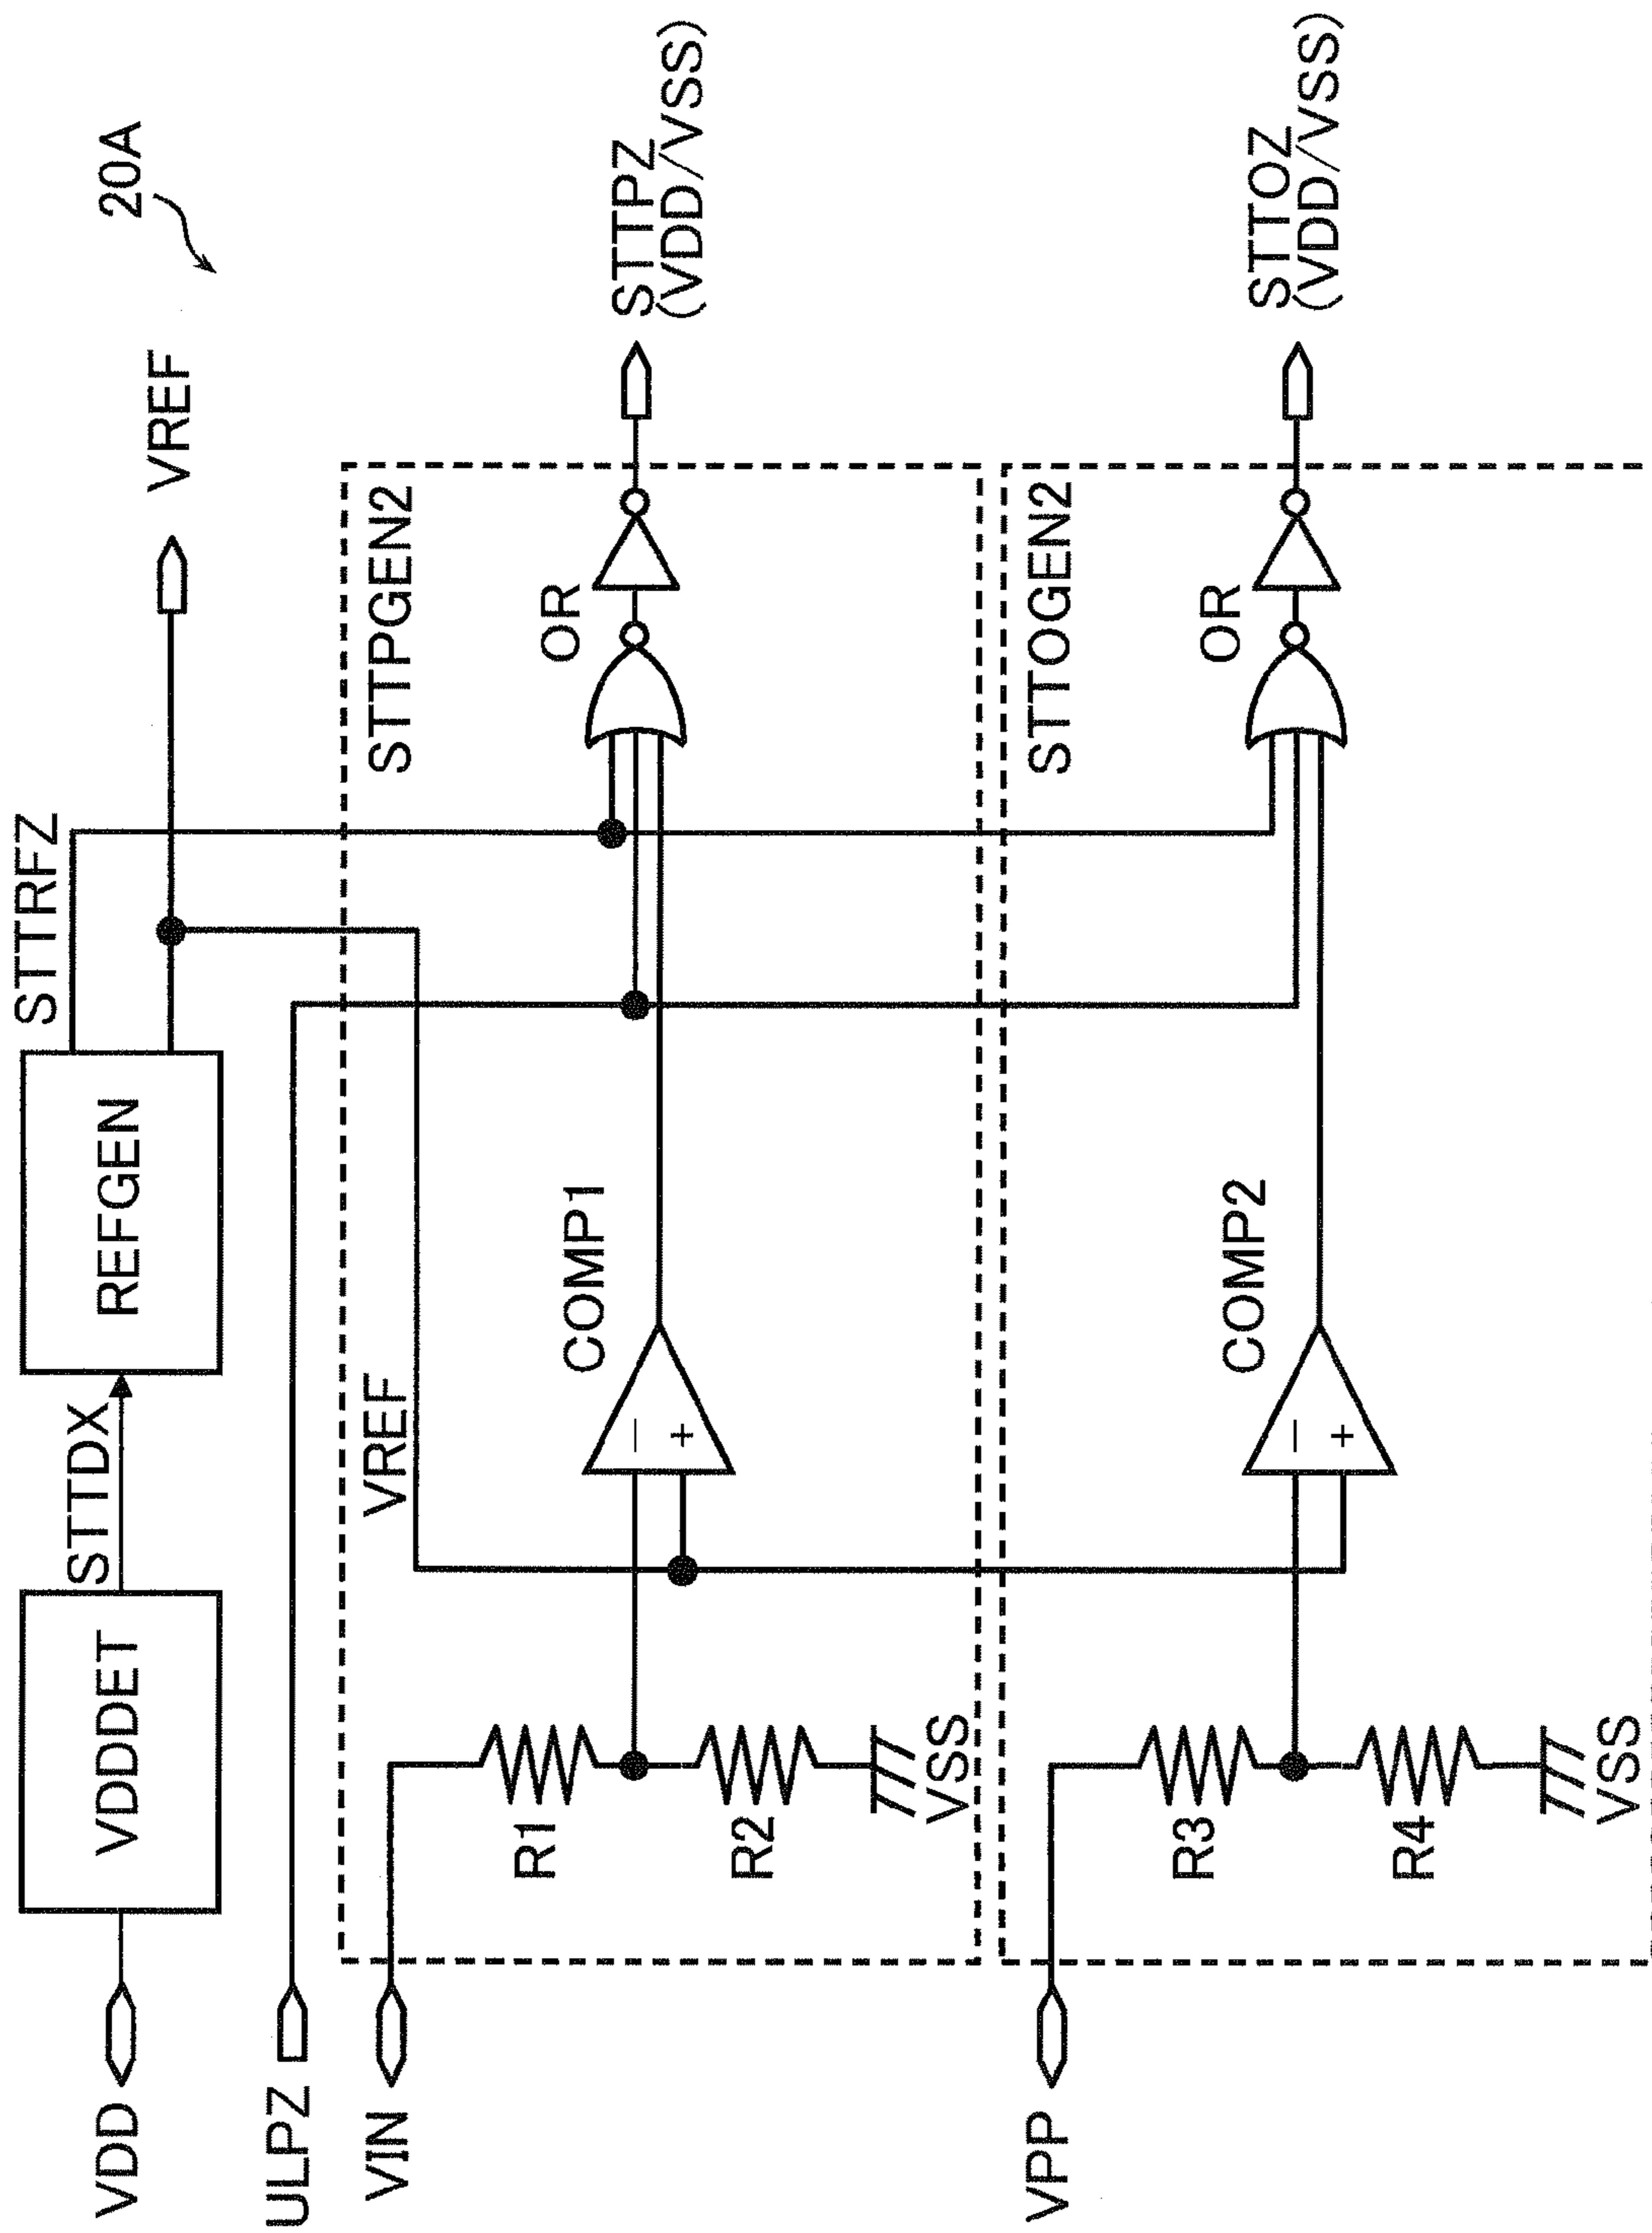 20A
STTRFZ
VDD
VDDDET
STTDX
REFGEN
VREF
ULPZ
VIN
VREF
STTPGEN2
R1
R2
VSS
COMP1
−
+
OR
STTPZ
(VDD/VSS)
VPP
STTOGEN2
R3
R4
VSS
COMP2
−
+
OR
STTOZ
(VDD/VSS)